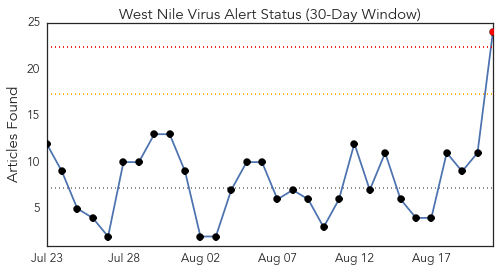 West Nile Virus Alert Status (30-Day Window)
Articles Found
25
20
15
10
5
Jul 23 Jul 28 Aug 02 Aug 07 Aug 12 Aug 17